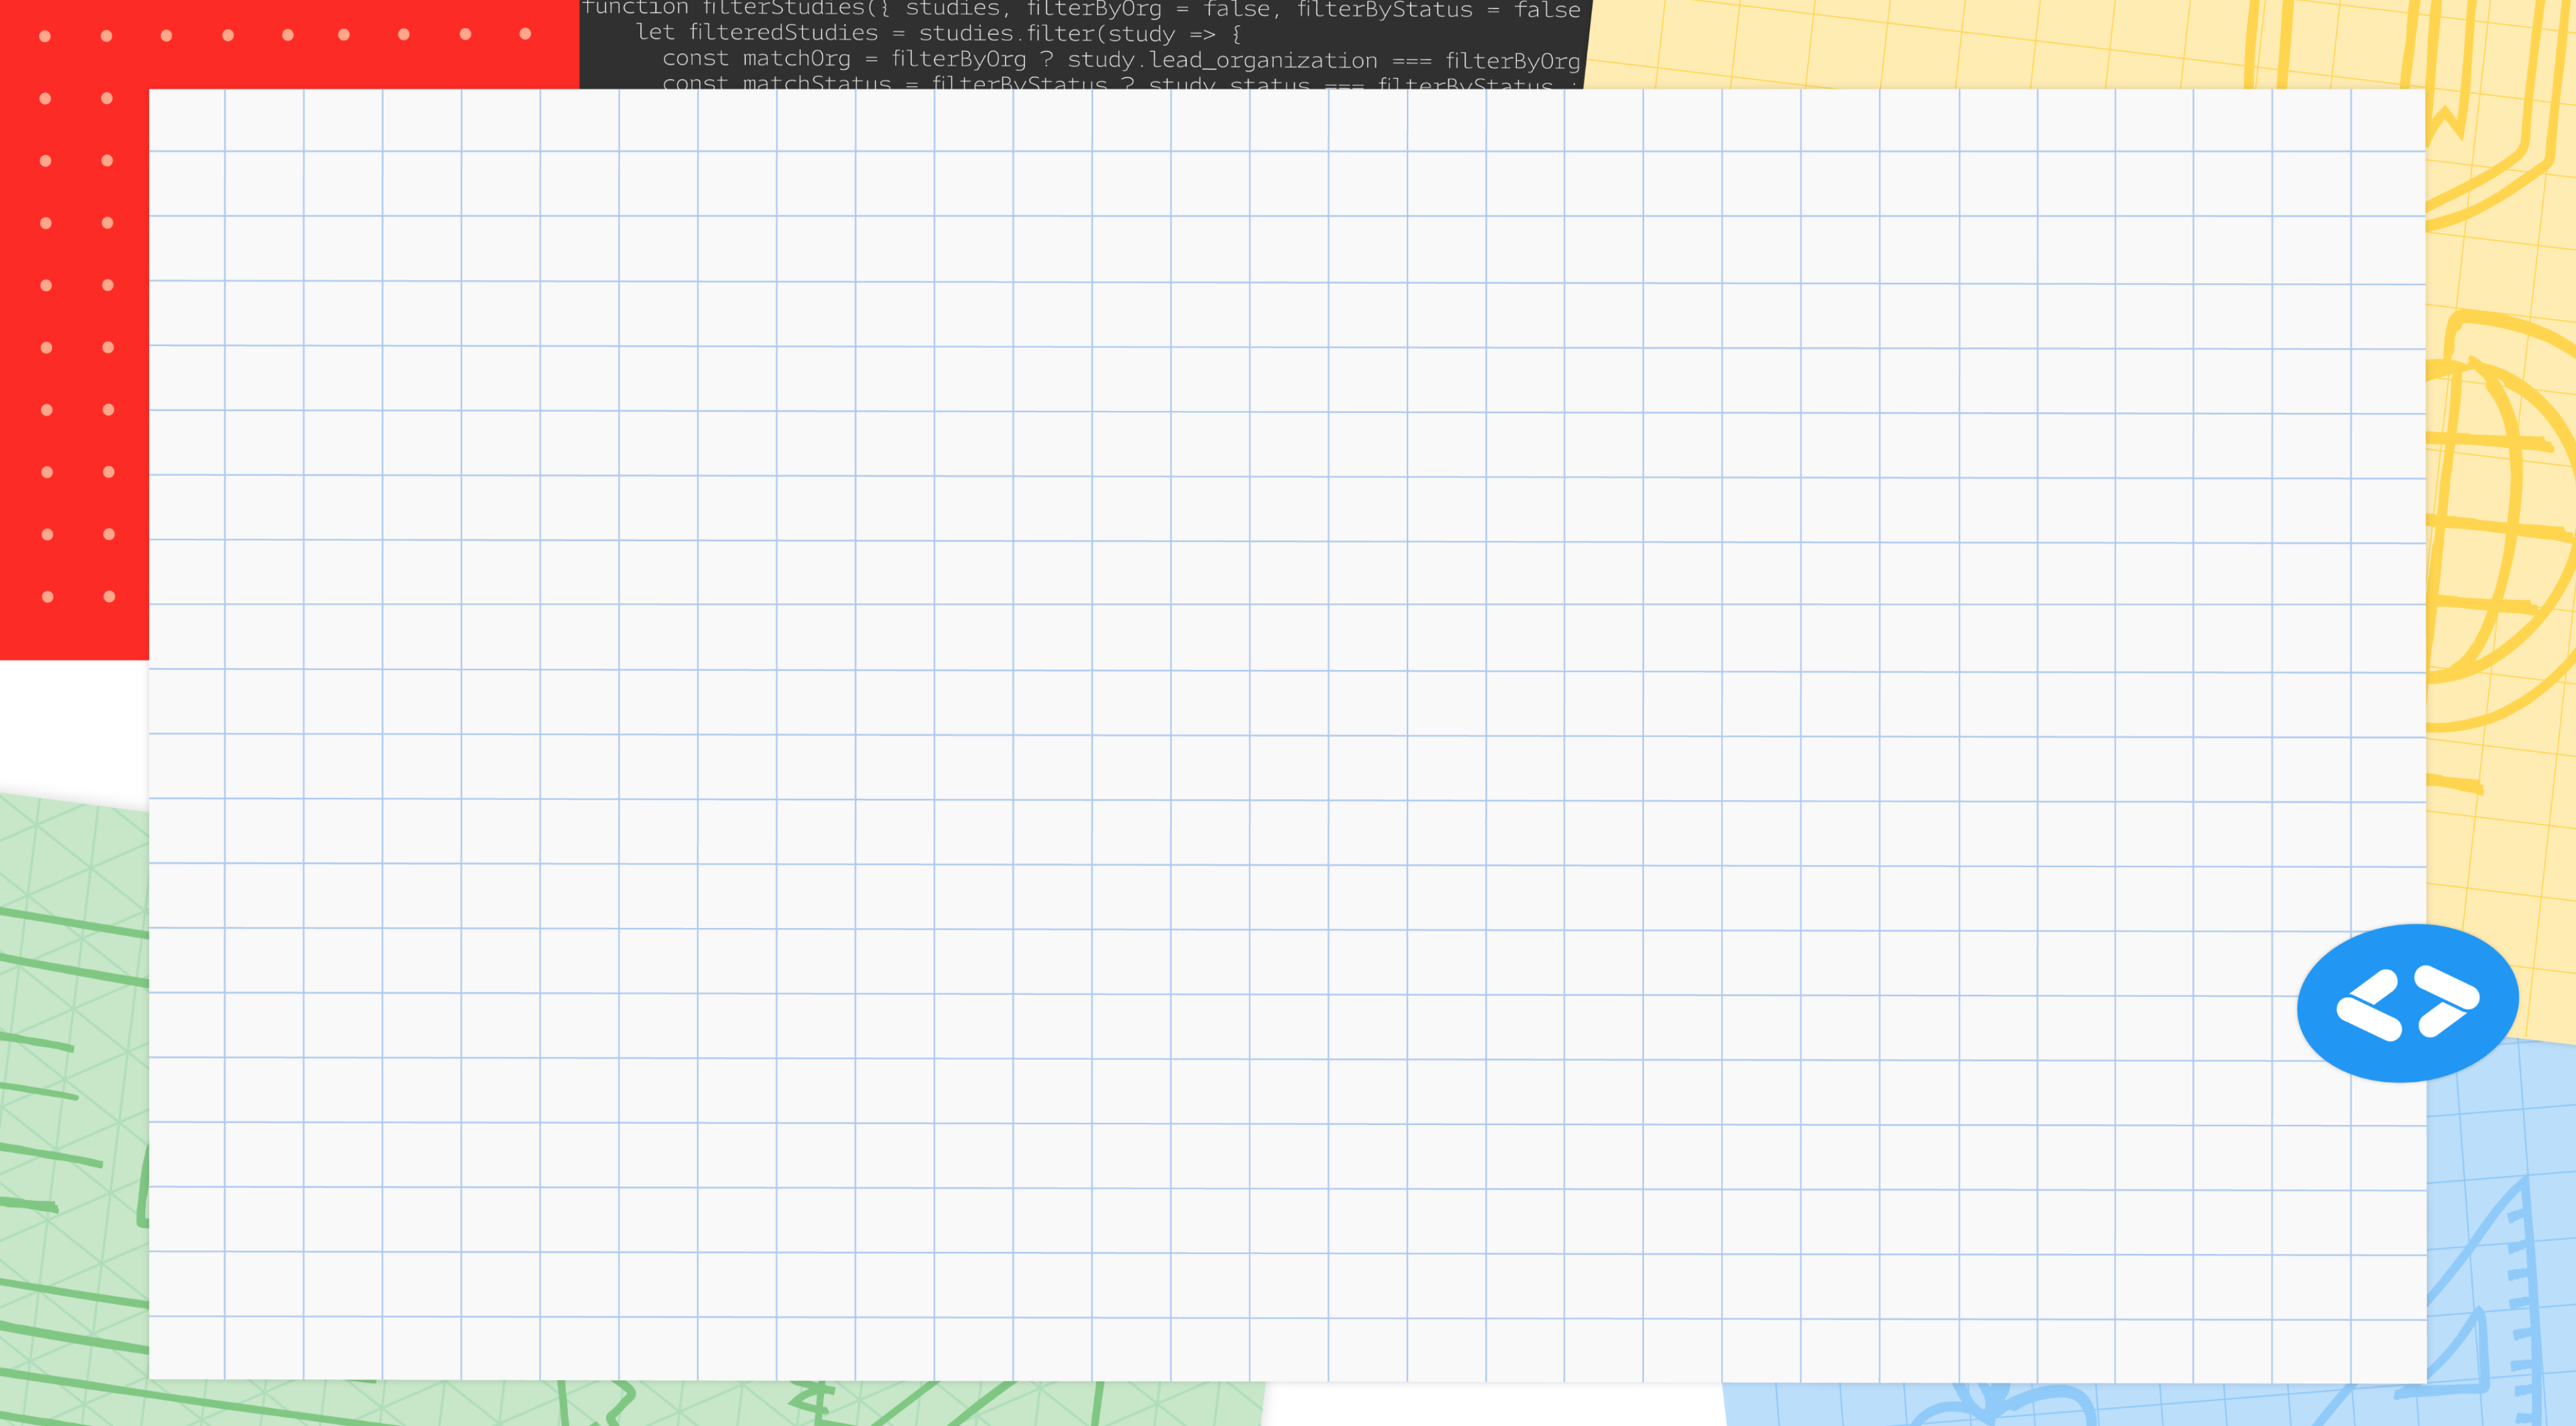 function filterStudies({ studies, filterByOrg = false, filterByStatus = false
let filteredStudies = studies.filter(study => {
const matchOrg = filterByOrg ? study.lead_organization === filterByOrg
const matchStatus = filterByStatus ? study.status === filterByStatus :